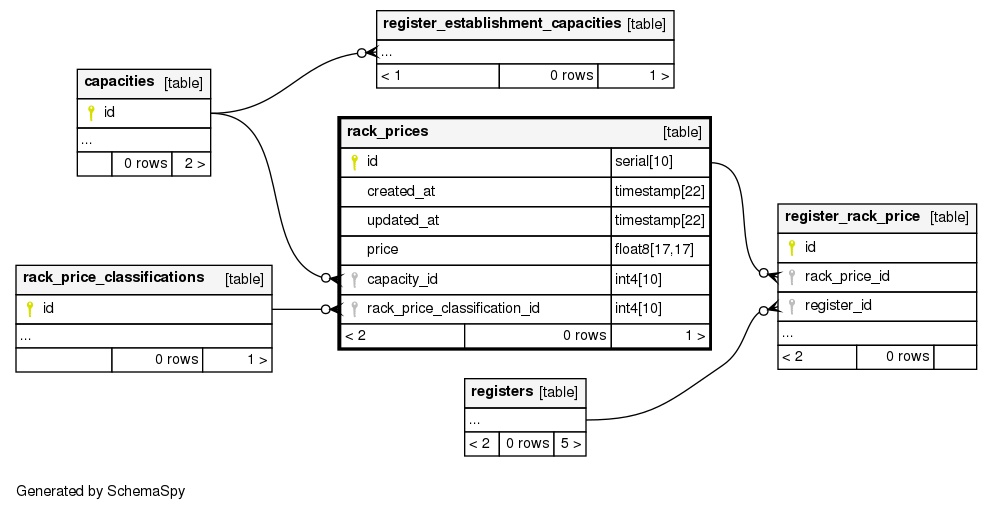 register_establishment_capacities [table]
...
< 1 0 rows 1 >
capacities [table]
id
...
0 rows 2 >
rack_prices [table]
id serial[10]
created_at timestamp[22]
updated_at timestamp[22]
price float8[17,17]
capacity_id int4[10]
rack_price_classification_id int4[10]
< 2 0 rows 1 >
rack_price_classifications [table]
id
...
0 rows 1 >
register_rack_price [table]
id
rack_price_id
register_id
...
< 2 0 rows
registers [table]
...
< 2 0 rows 5 >
Generated by SchemaSpy